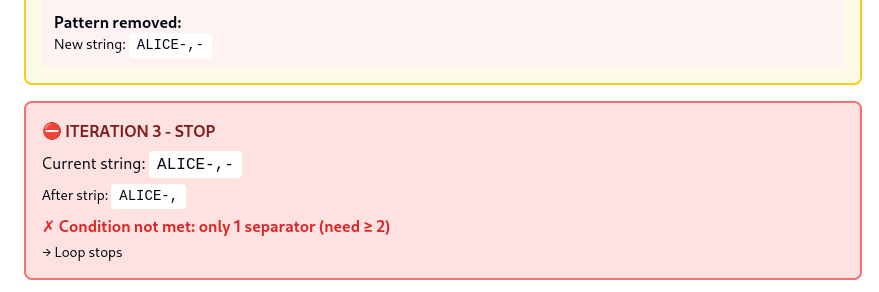 Pattern removed:
New string: ALICE-,-
⛔ ITERATION 3 - STOP
Current string: ALICE-,-
After strip: ALICE-,
✗ Condition not met: only 1 separator (need ≥ 2)
→ Loop stops